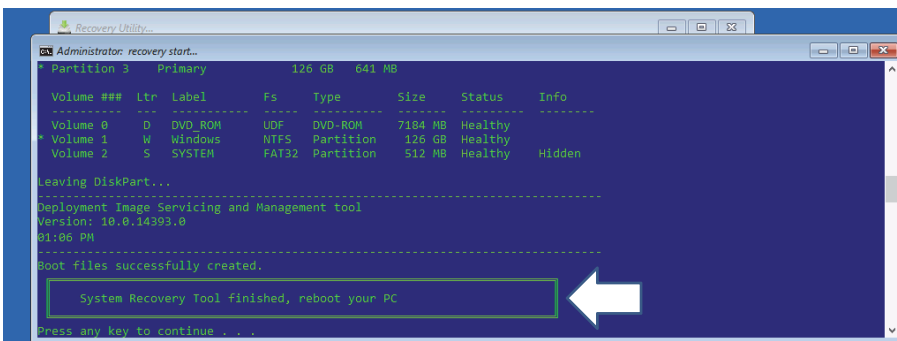 Recovery Utility...
Administrator: recovery start...
* Partition 3    Primary            126 GB   641 MB
Volume ###  Ltr  Label        Fs     Type        Size     Status     Info
----------  ---  -----------  -----  ----------  -------  ---------  --------
Volume 0     D   DVD_ROM      UDF    DVD-ROM     7184 MB  Healthy
* Volume 1     W   Windows      NTFS   Partition    126 GB  Healthy
Volume 2     S   SYSTEM       FAT32  Partition    512 MB  Healthy    Hidden
Leaving DiskPart...
-------------------------------------------------------------------------------
Deployment Image Servicing and Management tool
Version: 10.0.14393.0
01:06 PM
-------------------------------------------------------------------------------
Boot files successfully created.
System Recovery Tool finished, reboot your PC
Press any key to continue . . .